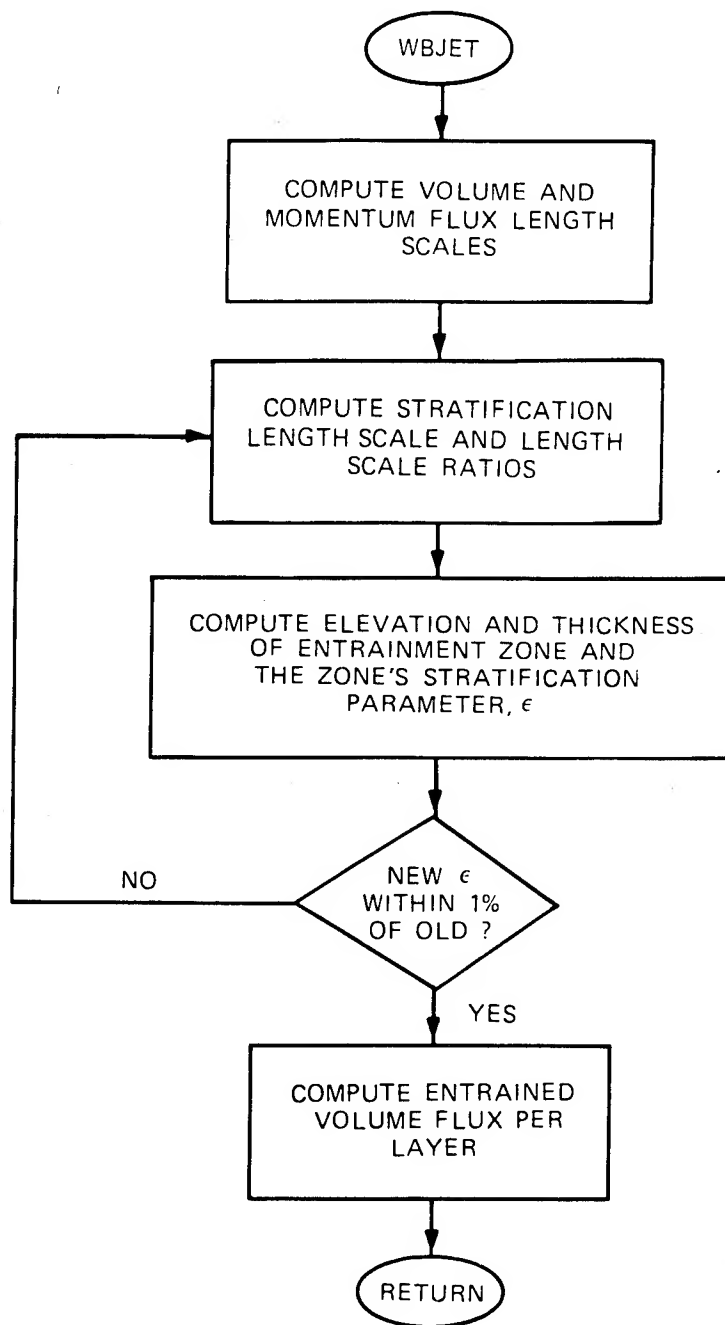 WBJET
COMPUTE VOLUME AND
MOMENTUM FLUX LENGTH
SCALES
COMPUTE STRATIFICATION
LENGTH SCALE AND LENGTH
SCALE RATIOS
COMPUTE ELEVATION AND THICKNESS
OF ENTRAINMENT ZONE AND
THE ZONE'S STRATIFICATION
PARAMETER, ϵ
NO
NEW ϵ
WITHIN 1%
OF OLD ?
YES
COMPUTE ENTRAINED
VOLUME FLUX PER
LAYER
RETURN